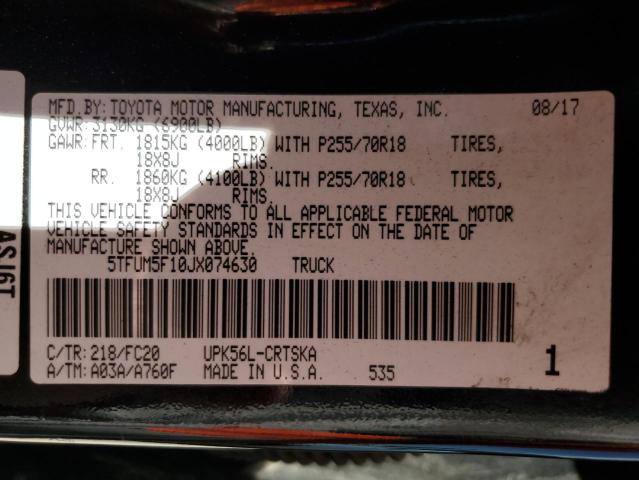 MFD.BY: TOYOTA MOTOR MANUFACTURING, TEXAS, INC. 08/17
GVWR: 3130KG (6900LB)
GAWR: FRT. 1815KG (4000LB) WITH P255/70R18 TIRES,
18X8J RIMS.
RR. 1860KG (4100LB) WITH P255/70R18 TIRES,
18X8J RIMS.
THIS VEHICLE CONFORMS TO ALL APPLICABLE FEDERAL MOTOR
VEHICLE SAFETY STANDARDS IN EFFECT ON THE DATE OF
MANUFACTURE SHOWN ABOVE.
5TFUM5F10JX074630 TRUCK
C/TR: 218/FC20 UPK56L-CRTSKA
A/TM: A03A/A760F MADE IN U.S.A. 535 1